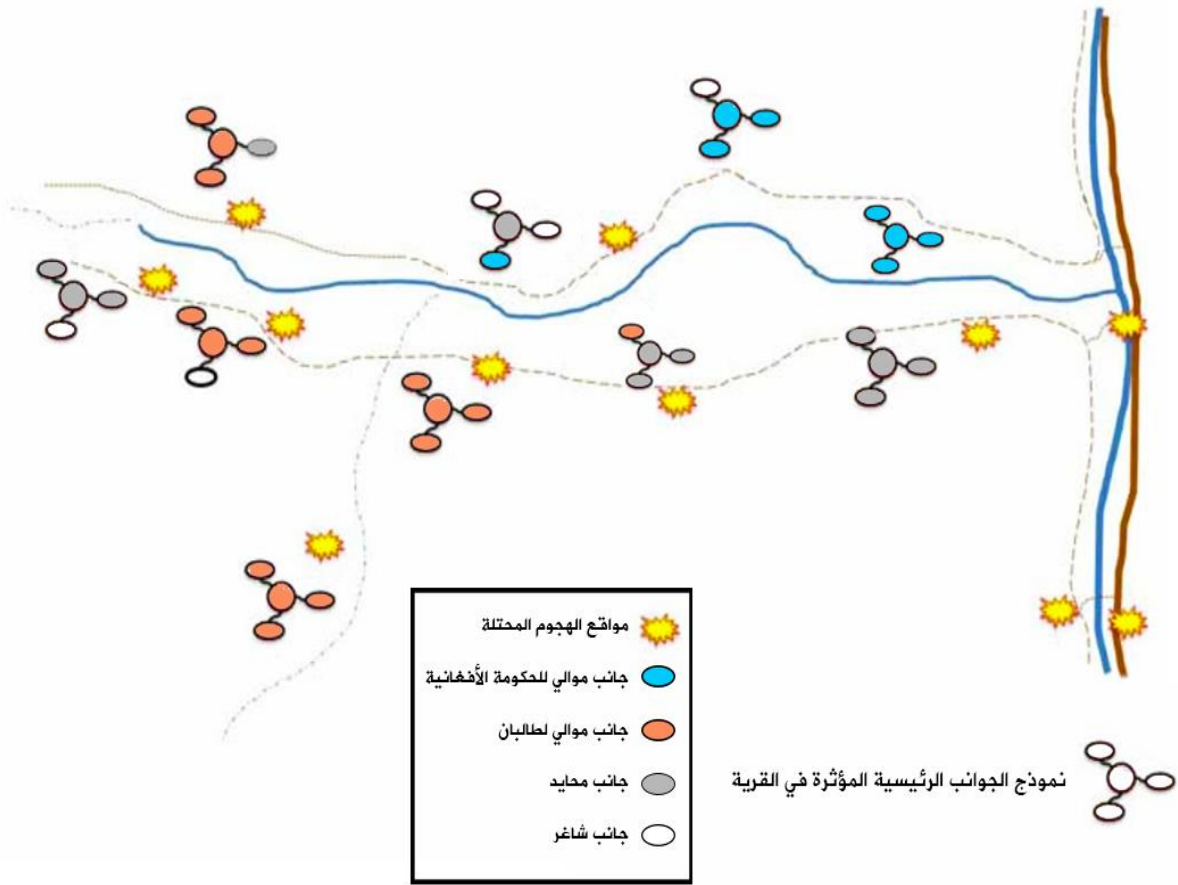 مواقع الهجوم المحتلة
جانب موالي للحكومة الأفغانية
جانب موالي لطالبان
جانب محايد
جانب شاغر
نموذج الجوانب الرئيسية المؤثرة في القرية